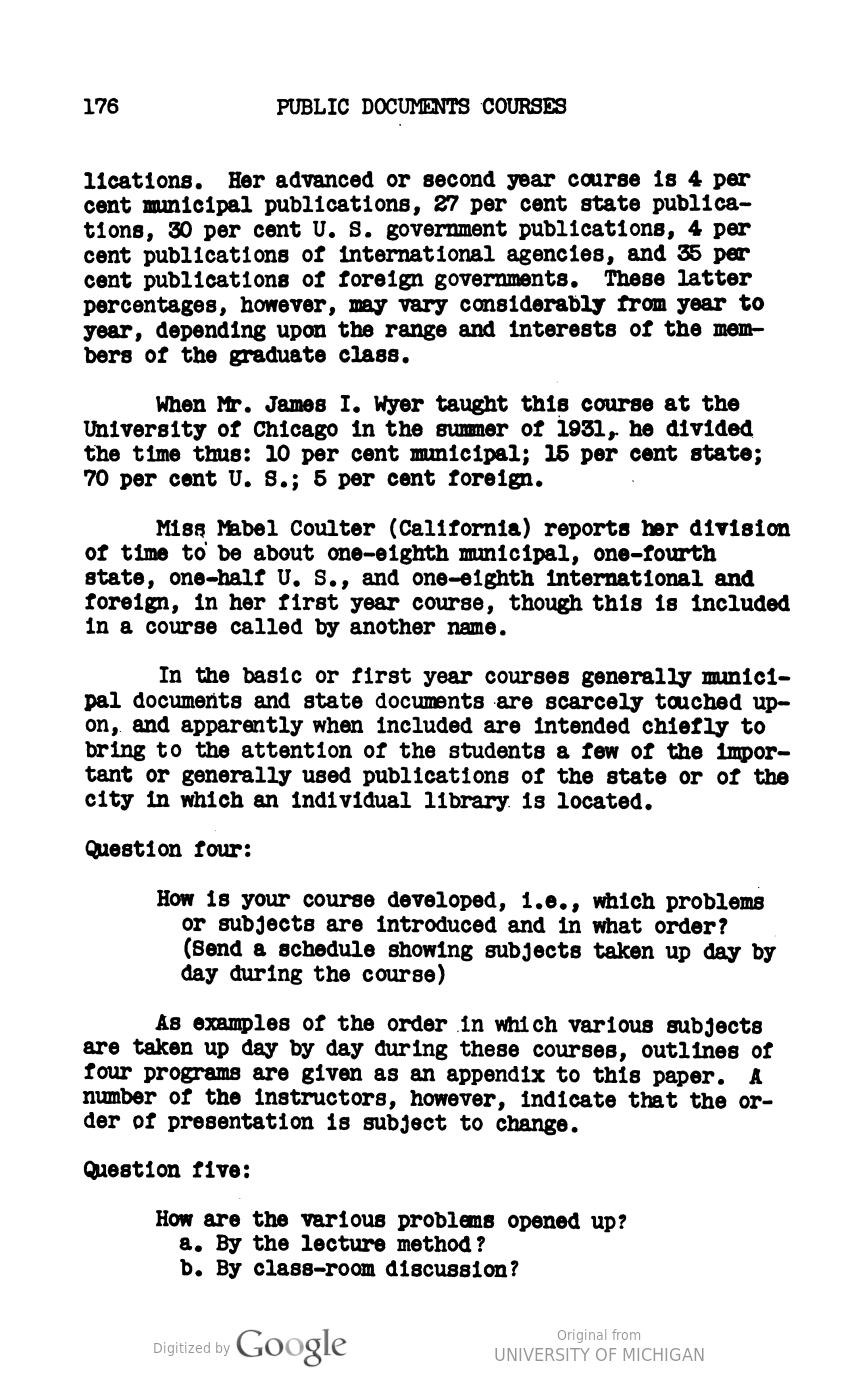 176 PUBLIC DOCUMENTS COURSES
lications. Her advanced or second year course is 4 per
cent municipal publications, 27 per cent state publica-
tions, 30 per cent U. S. government publications, 4 per
cent publications of international agencies, and 35 per
cent publications of foreign governments. These latter
percentages, however, may vary considerably from year to
year, depending upon the range and interests of the mem-
bers of the graduate class.
When Mr. James I. Wyer taught this course at the
University of Chicago in the summer of 1931, he divided
the time thus: 10 per cent municipal; 15 per cent state;
70 per cent U. S.; 5 per cent foreign.
Miss Mabel Coulter (California) reports her division
of time to be about one-eighth municipal, one-fourth
state, one-half U. S., and one-eighth international and
foreign, in her first year course, though this is included
in a course called by another name.
In the basic or first year courses generally munici-
pal documents and state documents are scarcely touched up-
on, and apparently when included are intended chiefly to
bring to the attention of the students a few of the impor-
tant or generally used publications of the state or of the
city in which an individual library is located.
Question four:
How is your course developed, i.e., which problems
or subjects are introduced and in what order?
(Send a schedule showing subjects taken up day by
day during the course)
As examples of the order in which various subjects
are taken up day by day during these courses, outlines of
four programs are given as an appendix to this paper. A
number of the instructors, however, indicate that the or-
der of presentation is subject to change.
Question five:
How are the various problems opened up?
a. By the lecture method?
b. By class-room discussion?
Digitized by Google
Original from
UNIVERSITY OF MICHIGAN